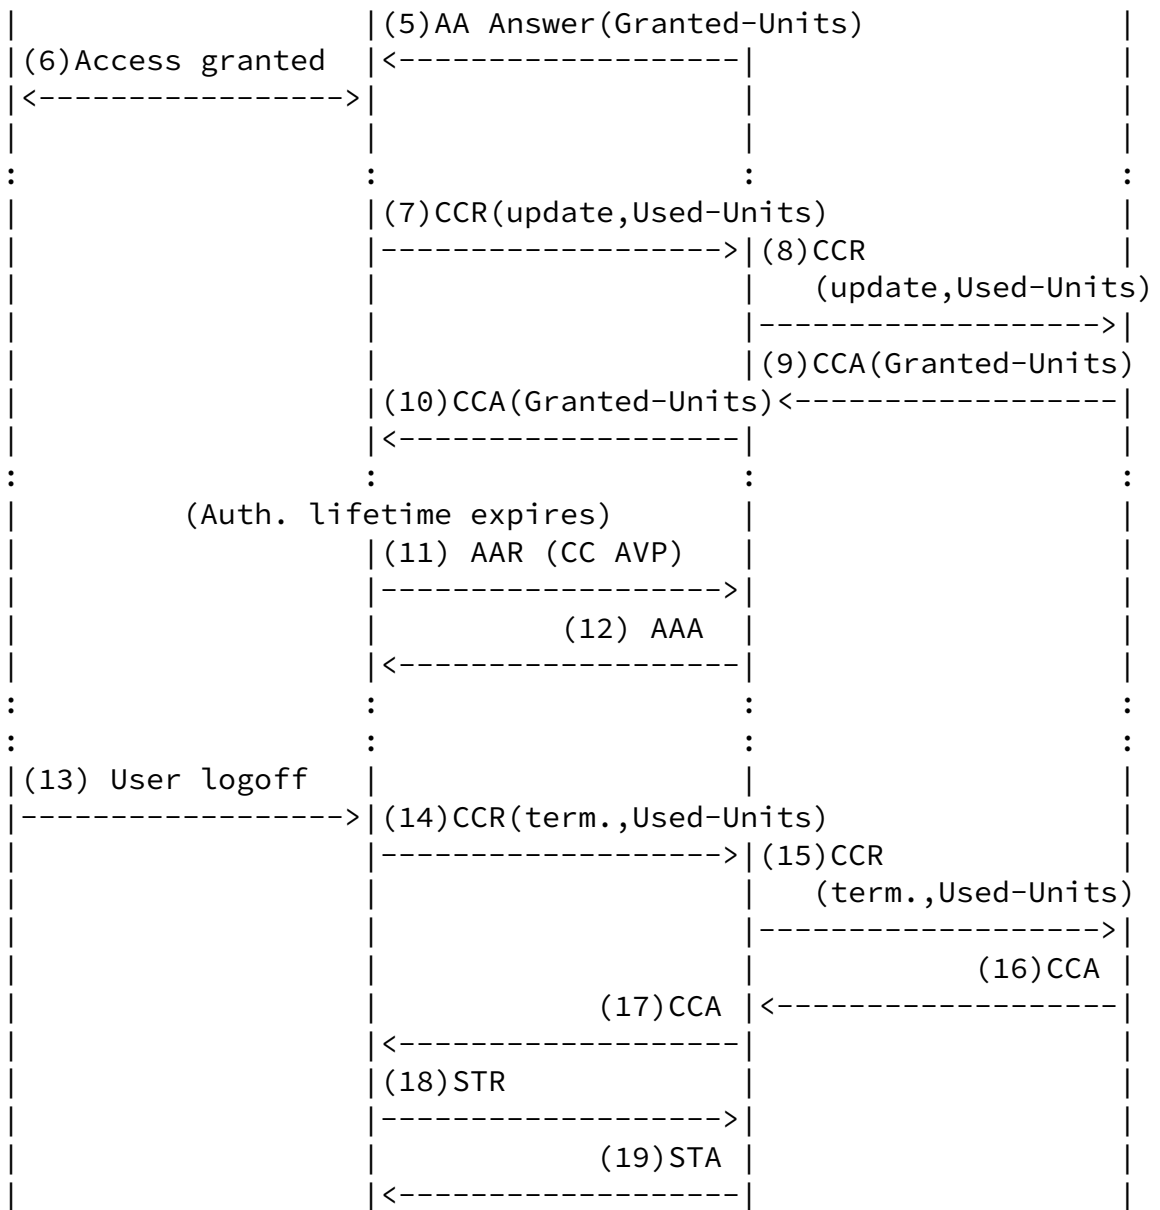 (5)AA Answer(Granted-Units)
(6)Access granted
(7)CCR(update,Used-Units)
(8)CCR
(update,Used-Units)
(9)CCA(Granted-Units)
(10)CCA(Granted-Units)
(Auth. lifetime expires)
(11) AAR (CC AVP)
(12) AAA
(13) User logoff
(14)CCR(term.,Used-Units)
(15)CCR
(term.,Used-Units)
(16)CCA
(17)CCA
(18)STR
(19)STA